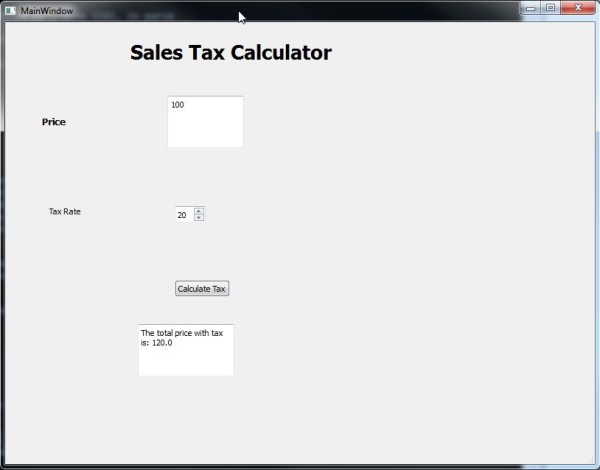 MainWindow
Sales Tax Calculator
100
Price
Tax Rate
20
Calculate Tax
The total price with tax
is: 120.0